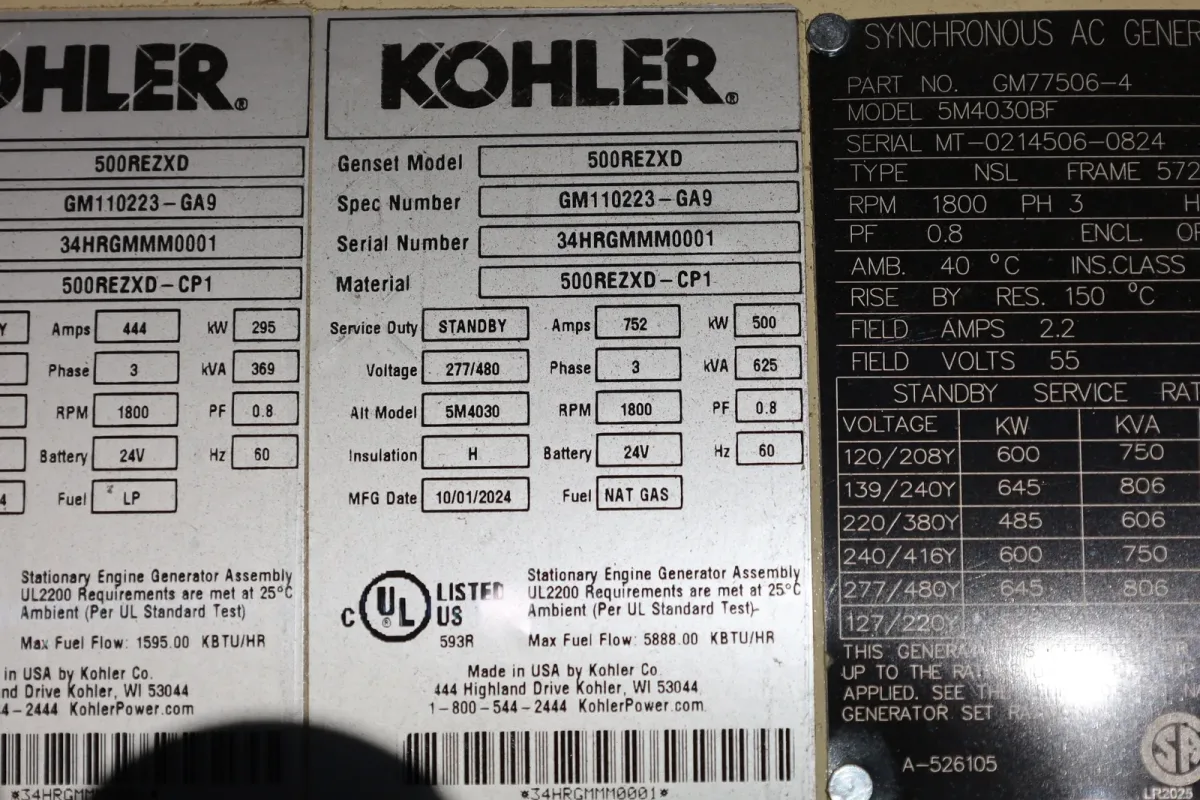 KOHLER®
500REZXD
GM110223-GA9
34HRGMMM0001
500REZXD-CP1
Amps 444 kW 295
Phase 3 kVA 369
RPM 1800 PF 0.8
Battery 24V Hz 60
4 Fuel LP
Stationary Engine Generator Assembly
UL2200 Requirements are met at 25°C
Ambient (Per UL Standard Test)
Max Fuel Flow: 1595.00 KBTU/HR
in USA by Kohler Co.
Drive Kohler, WI 53044
4-2444 KohlerPower.com
KOHLER®
Genset Model 500REZXD
Spec Number GM110223-GA9
Serial Number 34HRGMMM0001
Material 500REZXD-CP1
Service Duty STANDBY Amps 752 kW 500
Voltage 277/480 Phase 3 kVA 625
Alt Model 5M4030 RPM 1800 PF 0.8
Insulation H Battery 24V Hz 60
MFG Date 10/01/2024 Fuel NAT GAS
C UL® LISTED US
593R
Stationary Engine Generator Assembly
UL2200 Requirements are met at 25°C
Ambient (Per UL Standard Test)
Max Fuel Flow: 5888.00 KBTU/HR
Made in USA by Kohler Co.
444 Highland Drive Kohler, WI 53044
1-800-544-2444 KohlerPower.com
*34HRGMMM0001*
SYNCHRONOUS AC GENER
PART NO. GM77506-4
MODEL 5M4030BF
SERIAL MT-0214506-0824
TYPE NSL FRAME 572
RPM 1800 PH 3 H
PF 0.8 ENCL. OP
AMB. 40 °C INS.CLASS
RISE BY RES. 150 °C
FIELD AMPS 2.2
FIELD VOLTS 55
STANDBY SERVICE RAT
VOLTAGE KW KVA
120/208Y 600 750
139/240Y 645 806
220/380Y 485 606
240/416Y 600 750
277/480Y 645 806
127/220Y
THIS GENERA
UP TO THE RA
APPLIED. SEE TH
GENERATOR SET
A-526105
SA
LR2025